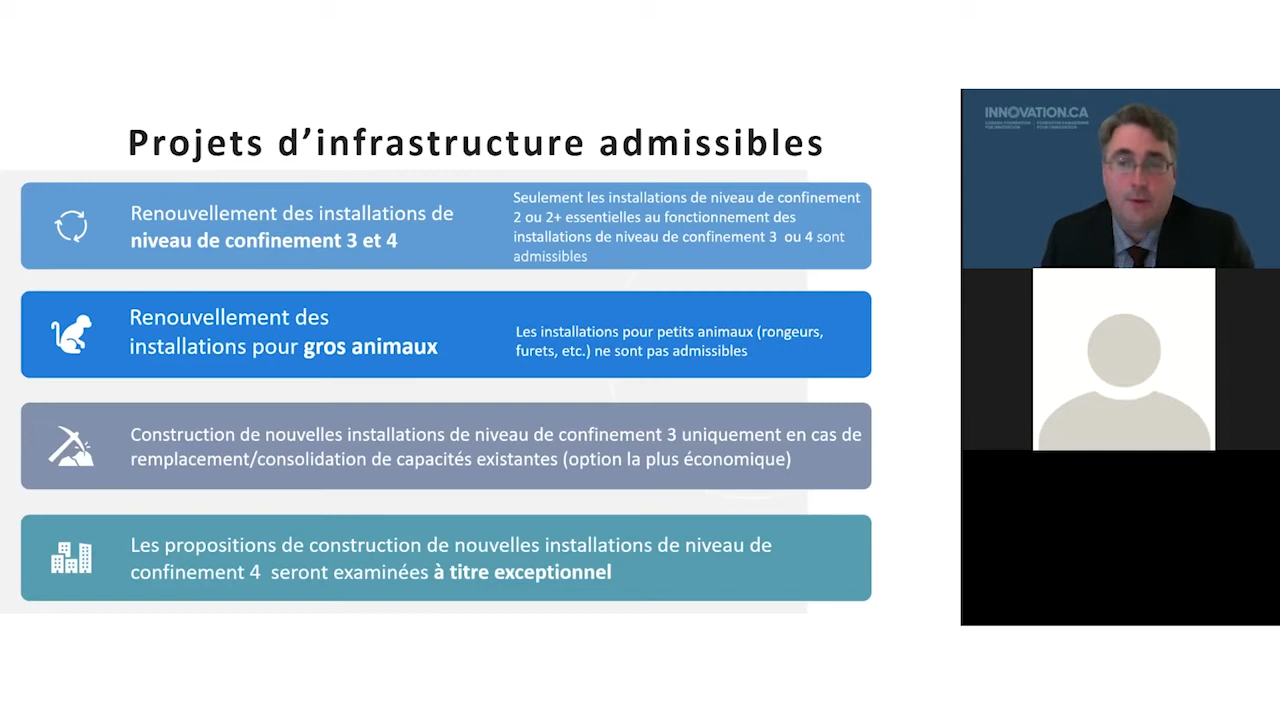 Projets d’infrastructure admissibles
Renouvellement des installations de
niveau de confinement 3 et 4
Seulement les installations de niveau de confinement
2 ou 2+ essentielles au fonctionnement des
installations de niveau de confinement 3 ou 4 sont
admissibles
Renouvellement des
installations pour gros animaux
Les installations pour petits animaux (rongeurs,
furets, etc.) ne sont pas admissibles
Construction de nouvelles installations de niveau de confinement 3 uniquement en cas de
remplacement/consolidation de capacités existantes (option la plus économique)
Les propositions de construction de nouvelles installations de niveau de
confinement 4 seront examinées à titre exceptionnel
INNOVATION.CA